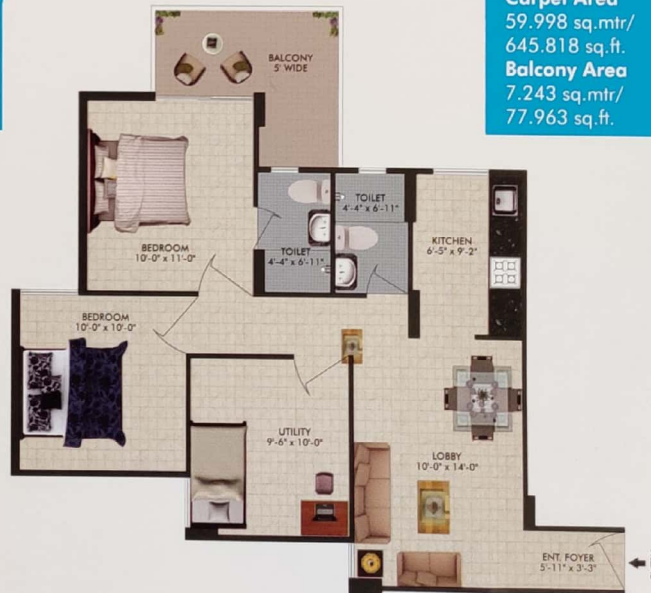 Carpet Area
59.998 sq.mtr/
645.818 sq.ft.
Balcony Area
7.243 sq.mtr/
77.963 sq.ft.
BALCONY
5' WIDE
BEDROOM
10'-0" x 11'-0"
TOILET
4'-4" x 6'-11"
TOILET
4'-4" x 6'-11"
KITCHEN
6'-5" x 9'-2"
BEDROOM
10'-0" x 10'-0"
UTILITY
9'-6" x 10'-0"
LOBBY
10'-0" x 14'-0"
ENT. FOYER
5'-11" x 3'-3"